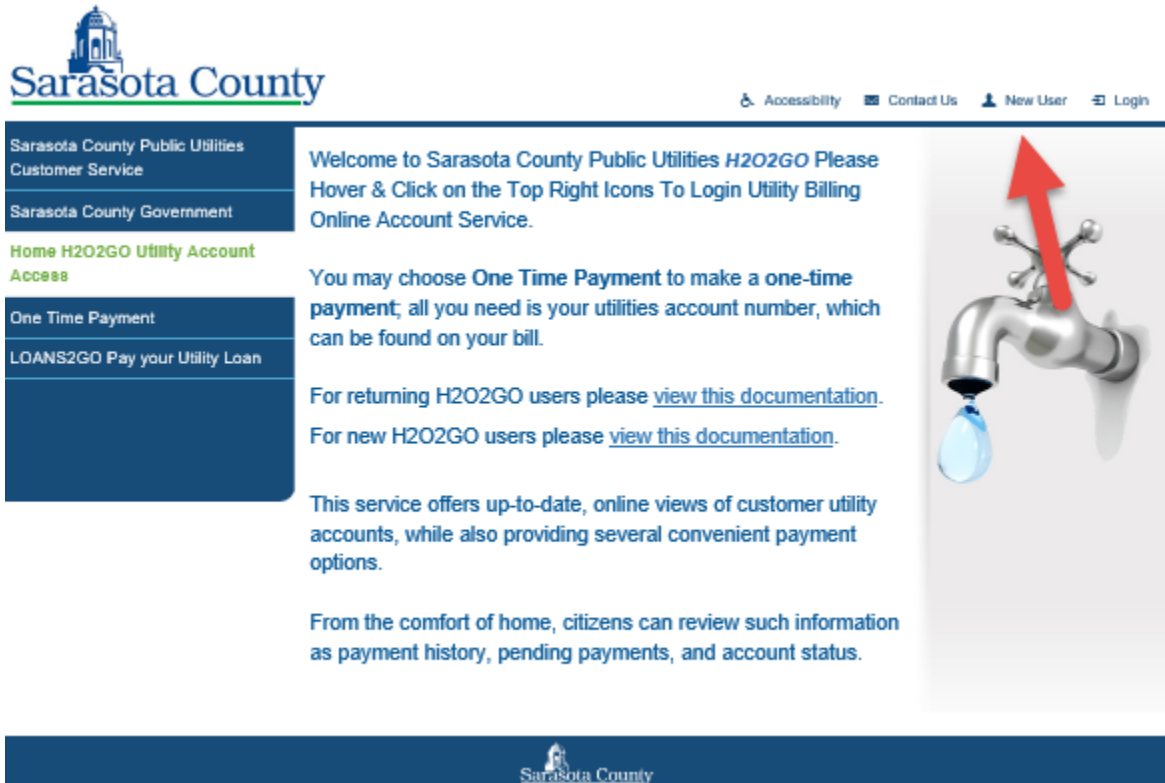 Sarasota County
Accessibility Contact Us New User Login
Sarasota County Public Utilities
Customer Service
Sarasota County Government
Home H2O2GO Utility Account
Access
One Time Payment
LOANS2GO Pay your Utility Loan
Welcome to Sarasota County Public Utilities H2O2GO Please
Hover & Click on the Top Right Icons To Login Utility Billing
Online Account Service.
You may choose One Time Payment to make a one-time
payment; all you need is your utilities account number, which
can be found on your bill.
For returning H2O2GO users please view this documentation.
For new H2O2GO users please view this documentation.
This service offers up-to-date, online views of customer utility
accounts, while also providing several convenient payment
options.
From the comfort of home, citizens can review such information
as payment history, pending payments, and account status.
Sarasota County